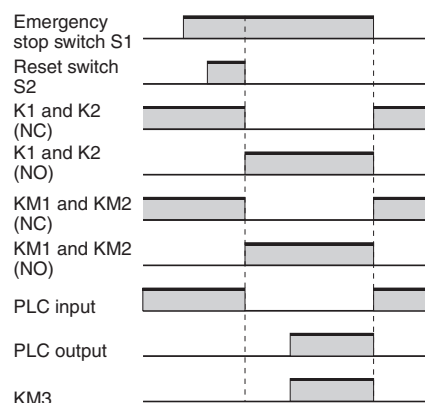 Emergency
stop switch S1
Reset switch
S2
K1 and K2
(NC)
K1 and K2
(NO)
KM1 and KM2
(NC)
KM1 and KM2
(NO)
PLC input
PLC output
KM3